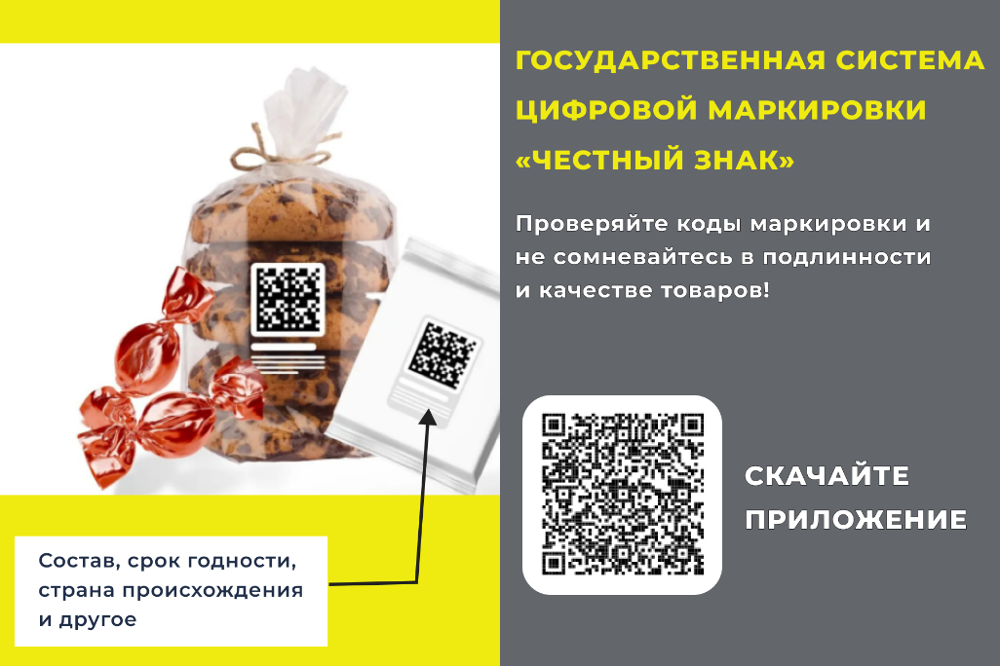 ГОСУДАРСТВЕННАЯ СИСТЕМА
ЦИФРОВОЙ МАРКИРОВКИ
«ЧЕСТНЫЙ ЗНАК»
Проверяйте коды маркировки и
не сомневайтесь в подлинности
и качестве товаров!
СКАЧАЙТЕ
ПРИЛОЖЕНИЕ
Состав, срок годности,
страна происхождения
и другое